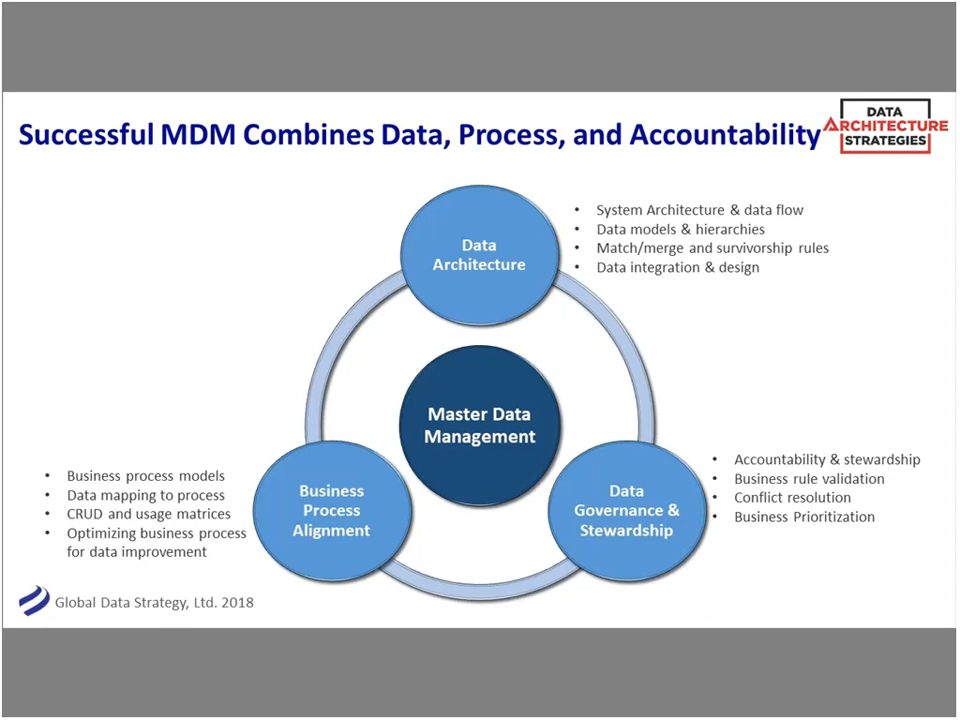 Successful MDM Combines Data, Process, and Accountability
DATA
ARCHITECTURE
STRATEGIES
Data
Architecture
• System Architecture & data flow
• Data models & hierarchies
• Match/merge and survivorship rules
• Data integration & design
Master Data
Management
• Business process models
• Data mapping to process
• CRUD and usage matrices
• Optimizing business process
for data improvement
Business
Process
Alignment
Data
Governance &
Stewardship
• Accountability & stewardship
• Business rule validation
• Conflict resolution
• Business Prioritization
Global Data Strategy, Ltd. 2018